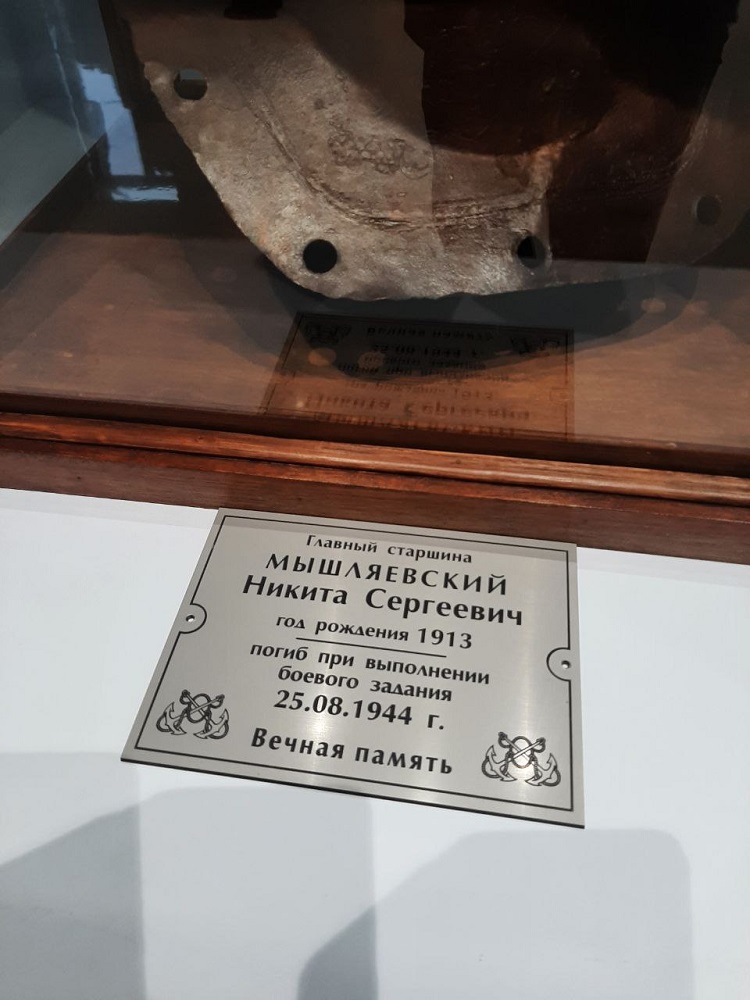 Главный старшина
МЫШЛЯЕВСКИЙ
Никита Сергеевич
год рождения 1913
погиб при выполнении
боевого задания
25.08.1944 г.
Вечная память